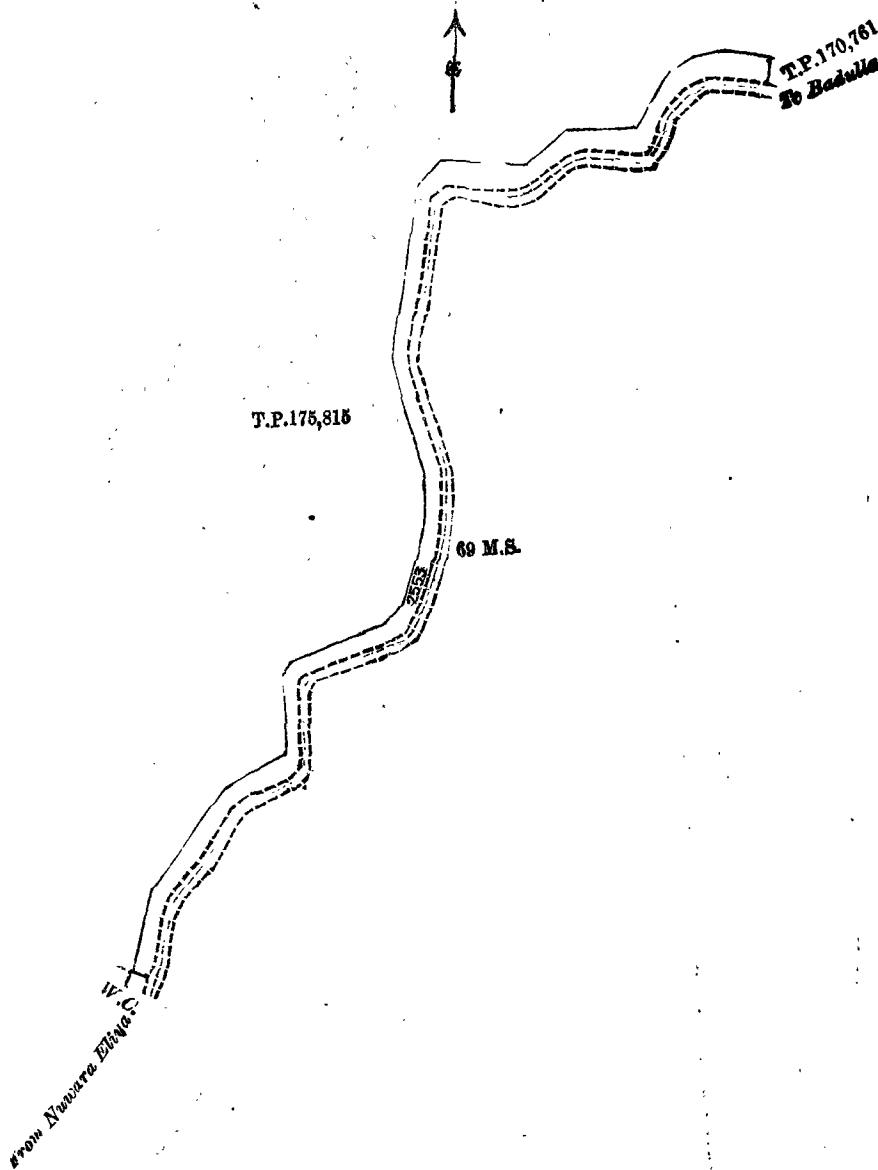 T.P.170,761
To Badulla
T.P.175,815
69 M.S.
2553
W.C.
From Nuwara Eliya